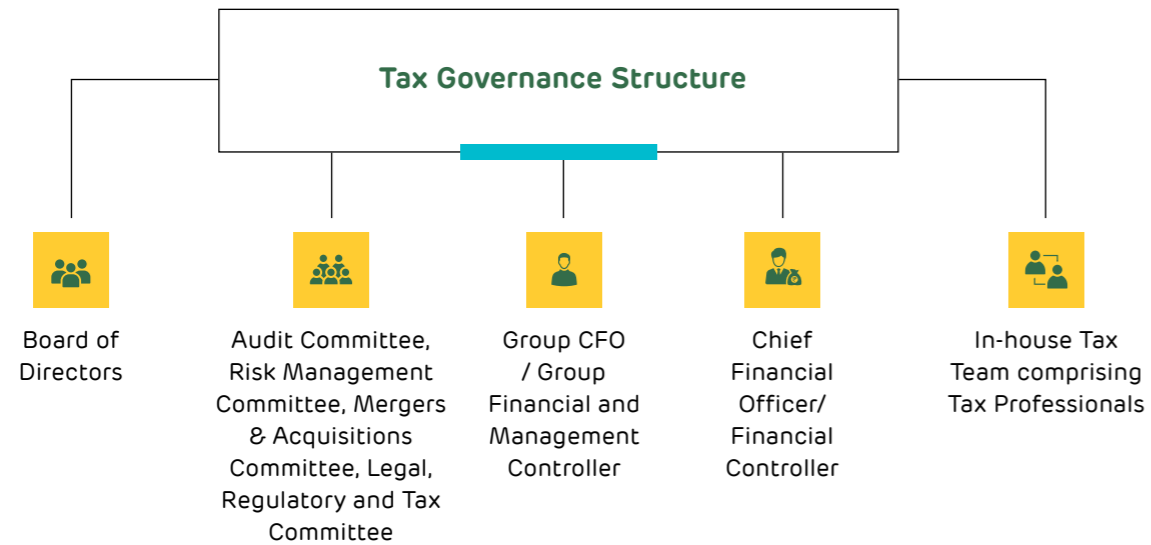 Tax Governance Structure
Board of
Directors
Audit Committee,
Risk Management
Committee, Mergers
& Acquisitions
Committee, Legal,
Regulatory and Tax
Committee
Group CFO
/ Group
Financial and
Management
Controller
Chief
Financial
Officer/
Financial
Controller
In-house Tax
Team comprising
Tax Professionals